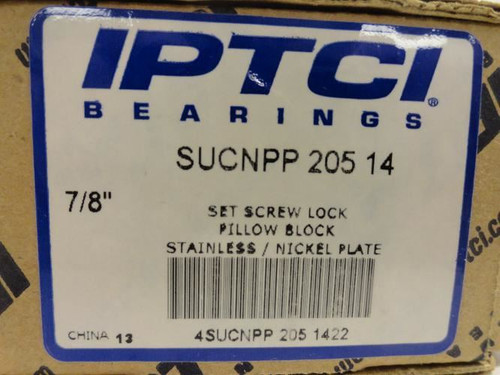 IPTCI®
BEARINGS
SUCNPP 205 14
7/8"
SET SCREW LOCK
PILLOW BLOCK
STAINLESS / NICKEL PLATE
CHINA 13
4SUCNPP 205 1422